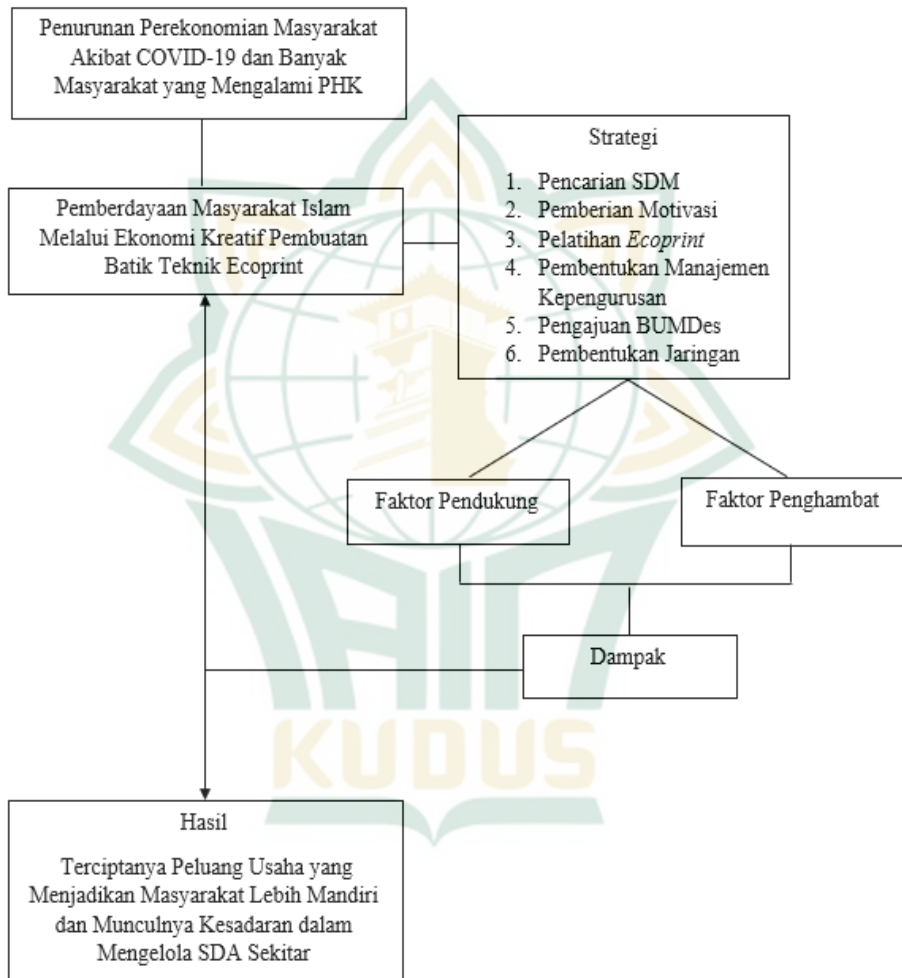 Penurunan Perekonomian Masyarakat
Akibat COVID-19 dan Banyak
Masyarakat yang Mengalami PHK
Strategi
1. Pencarian SDM
2. Pemberian Motivasi
3. Pelatihan Ecoprint
4. Pembentukan Manajemen
Kepengurusan
5. Pengajuan BUMDes
6. Pembentukan Jaringan
Pemberdayaan Masyarakat Islam
Melalui Ekonomi Kreatif Pembuatan
Batik Teknik Ecoprint
Faktor Pendukung
Faktor Penghambat
Dampak
IAIN
KUDUS
Hasil
Terciptanya Peluang Usaha yang
Menjadikan Masyarakat Lebih Mandiri
dan Munculnya Kesadaran dalam
Mengelola SDA Sekitar